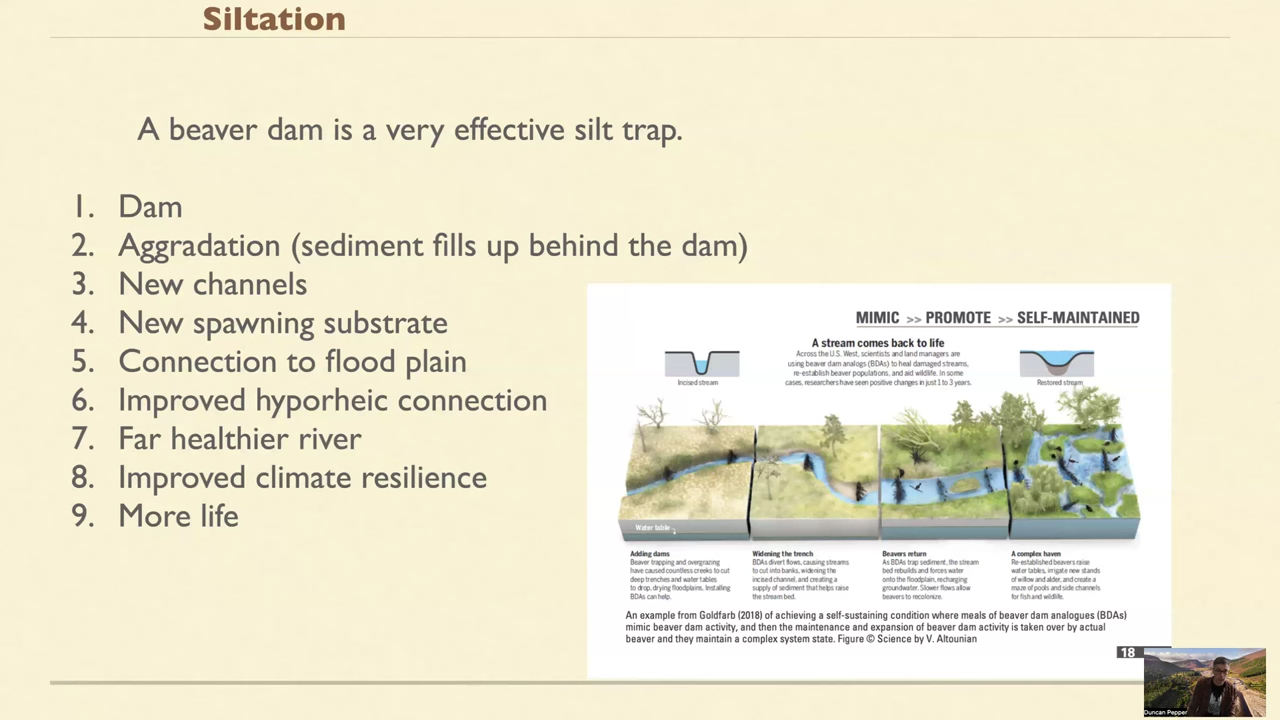 Siltation
A beaver dam is a very effective silt trap.
1. Dam
2. Aggradation (sediment fills up behind the dam)
3. New channels
4. New spawning substrate
5. Connection to flood plain
6. Improved hyporheic connection
7. Far healthier river
8. Improved climate resilience
9. More life
MIMIC >> PROMOTE >> SELF-MAINTAINED
A stream comes back to life
Across the U.S. West, scientists and land managers are
using beaver dam analogs (BDAs) to heal damaged streams,
re-establish beaver populations, and aid wildlife. In some
cases, researchers have seen positive changes in just 1 to 3 years.
Incised stream
Restored stream
Water table
Adding dams
Beaver trapping and overgrazing
have caused countless creeks to cut
deep trenches and water tables
to drop, drying floodplains. Installing
BDAs can help.
Widening the trench
BDAs divert flows, causing streams
to cut into banks, widening the
incised channel, and creating a
supply of sediment that helps raise
the stream bed.
Beavers return
As BDAs trap sediment, the stream
bed rebuilds and forces water
onto the floodplain, recharging
groundwater. Slower flows allow
beavers to recolonize.
A complex haven
Re-established beavers raise
water tables, irrigate new stands
of willow and alder, and create a
maze of pools and side channels
for fish and wildlife.
An example from Goldfarb (2018) of achieving a self-sustaining condition where meals of beaver dam analogues (BDAs)
mimic beaver dam activity, and then the maintenance and expansion of beaver dam activity is taken over by actual
beaver and they maintain a complex system state. Figure © Science by V. Altounian
18
Duncan Pepper